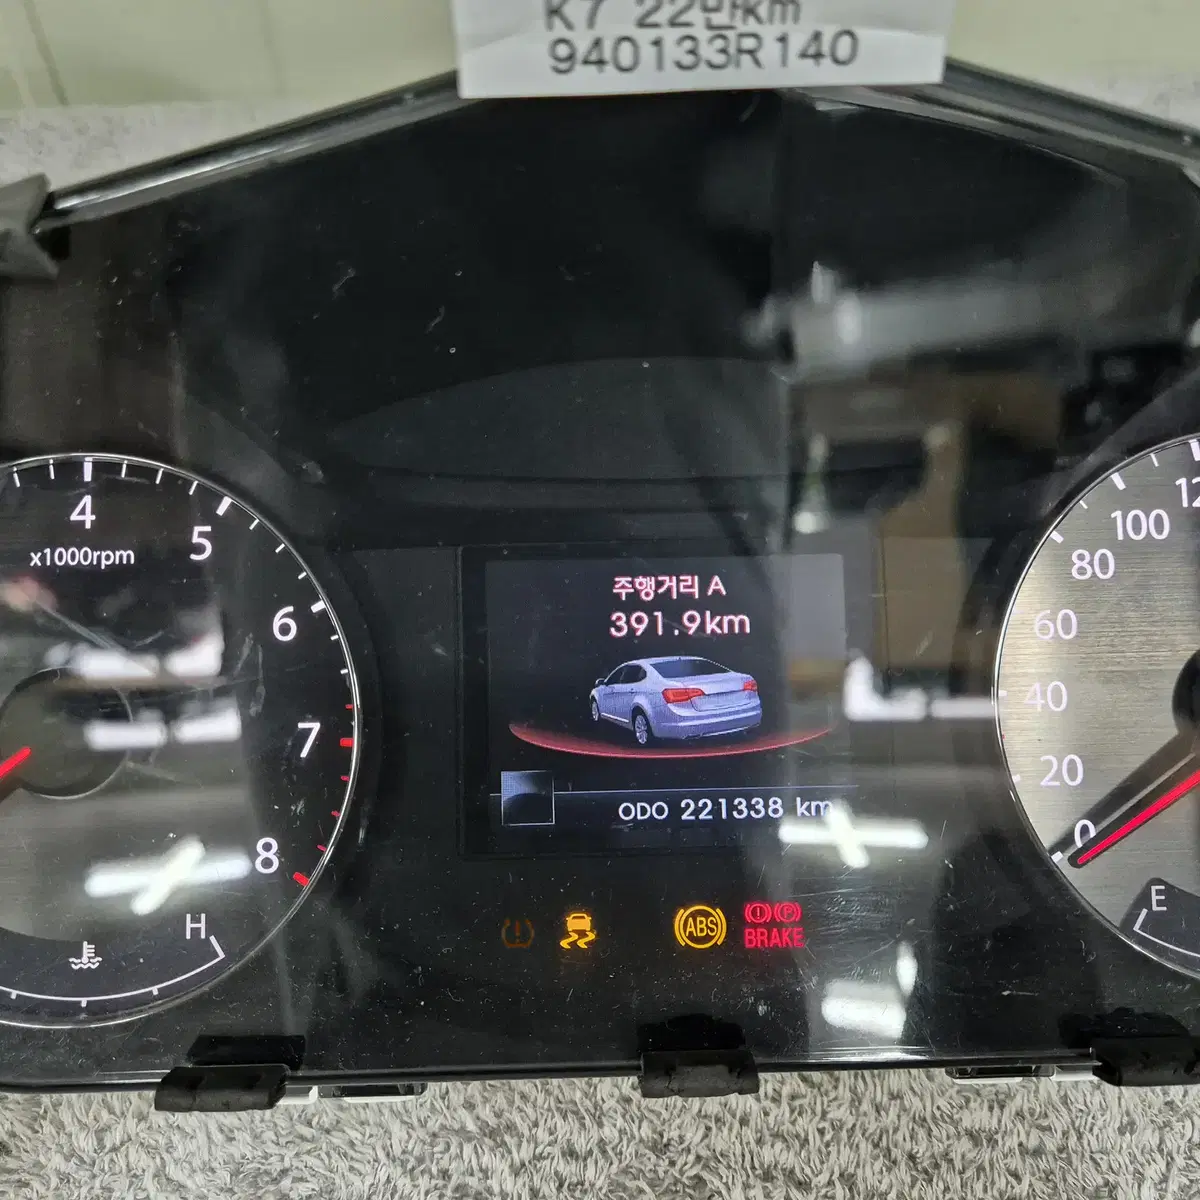 K7 22만km
940133R140
4
x1000rpm
5
6
7
8
H
주행거리 A
391.9km
ODO 221338 km
ABS
BRAKE
100
80
60
40
20
0
E